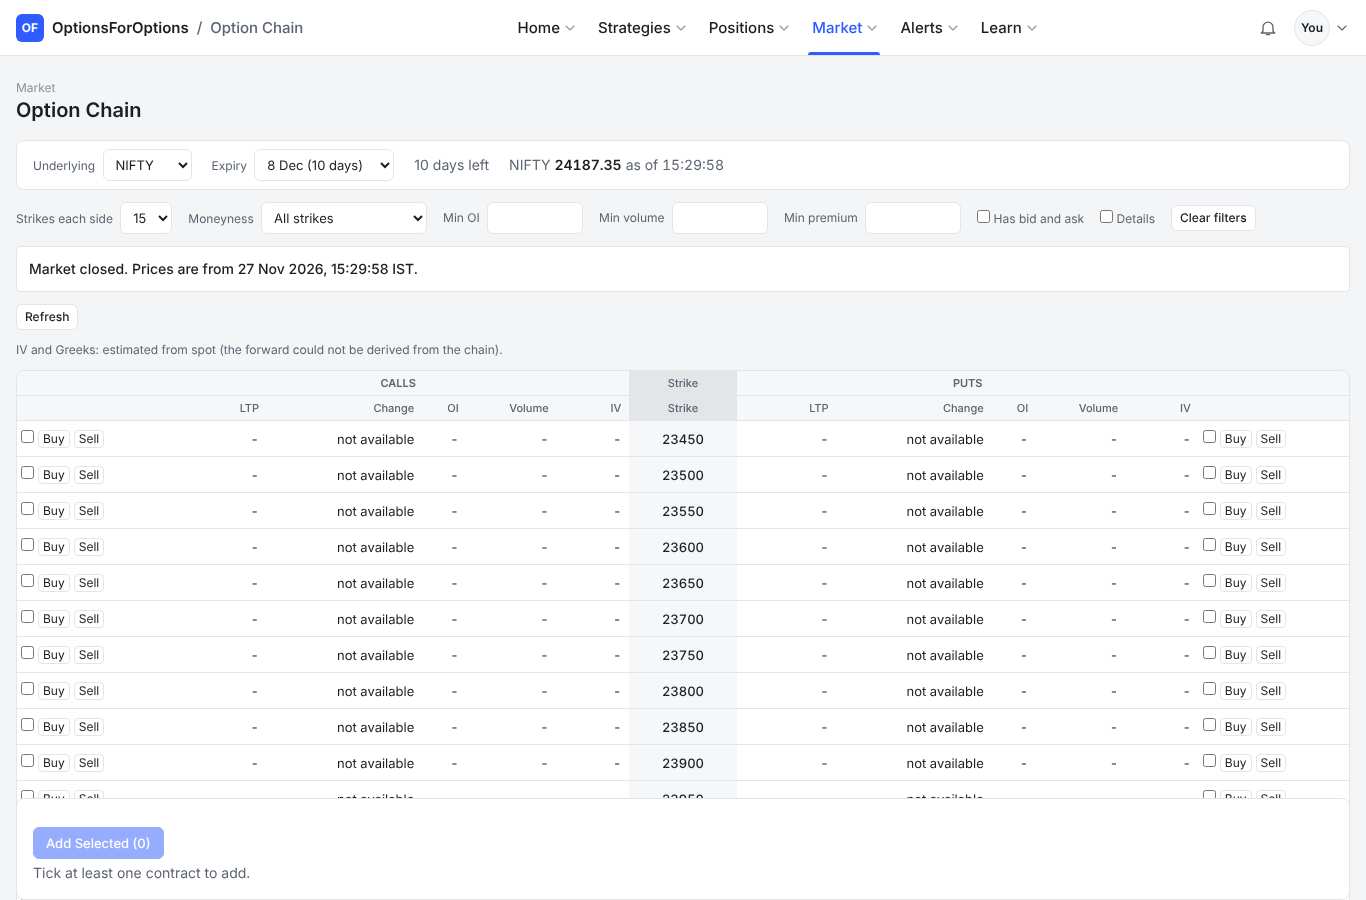 OF OptionsForOptions / Option Chain Home Strategies Positions Market Alerts Learn You
Market
Option Chain
Underlying NIFTY Expiry 8 Dec (10 days) 10 days left NIFTY 24187.35 as of 15:29:58
Strikes each side 15 Moneyness All strikes Min OI Min volume Min premium Has bid and ask Details Clear filters
Market closed. Prices are from 27 Nov 2026, 15:29:58 IST.
Refresh
IV and Greeks: estimated from spot (the forward could not be derived from the chain).
CALLS Strike PUTS
LTP Change OI Volume IV Strike LTP Change OI Volume IV
Buy Sell - not available - - - 23450 - not available - - - Buy Sell
Buy Sell - not available - - - 23500 - not available - - - Buy Sell
Buy Sell - not available - - - 23550 - not available - - - Buy Sell
Buy Sell - not available - - - 23600 - not available - - - Buy Sell
Buy Sell - not available - - - 23650 - not available - - - Buy Sell
Buy Sell - not available - - - 23700 - not available - - - Buy Sell
Buy Sell - not available - - - 23750 - not available - - - Buy Sell
Buy Sell - not available - - - 23800 - not available - - - Buy Sell
Buy Sell - not available - - - 23850 - not available - - - Buy Sell
Buy Sell - not available - - - 23900 - not available - - - Buy Sell
Buy Sell not available 23950 not available Buy Sell
Add Selected (0)
Tick at least one contract to add.